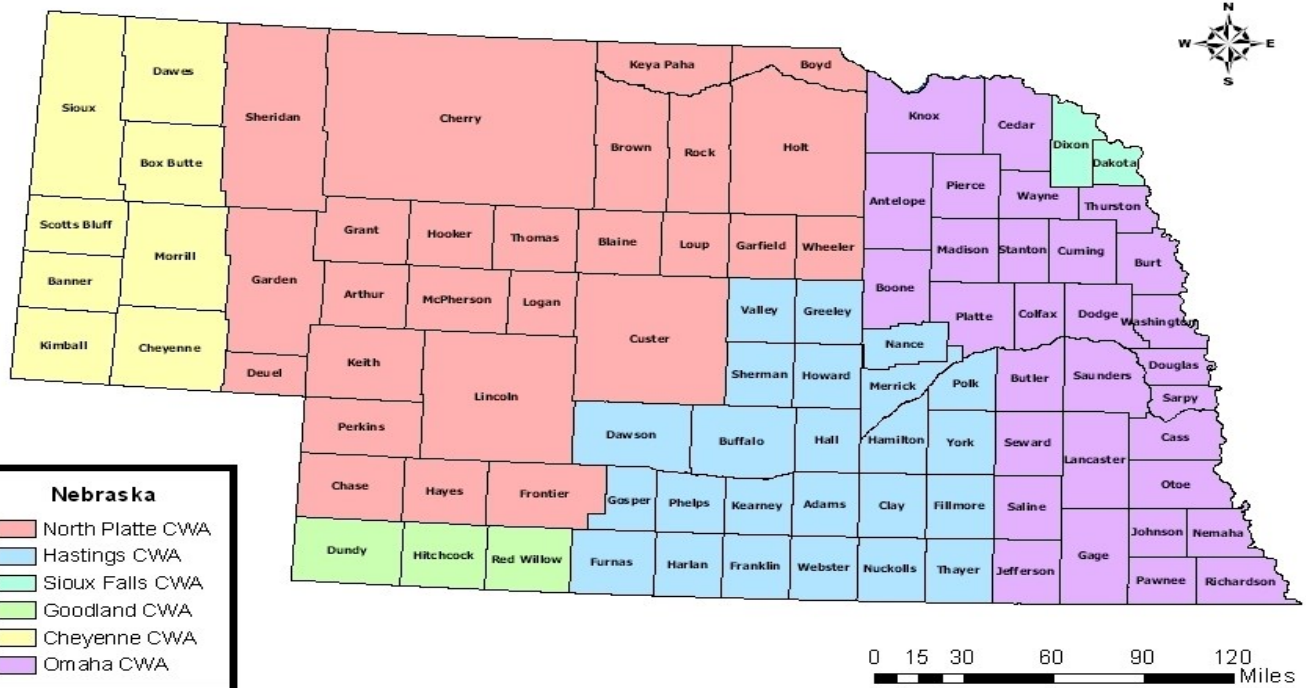 N
W E
S
Keya Paha Boyd
Dawes
Sioux Sheridan Cherry Knox Cedar
Box Butte Brown Rock Holt Dixon Dakota
Pierce Wayne Thurston
Antelope
Scotts Bluff Grant Hooker Thomas Blaine Loup Garfield Wheeler
Madison Stanton Cuming Burt
Banner Morrill Garden Arthur McPherson Logan
Boone Platte Colfax Dodge Washington
Valley Greeley
Kimball Cheyenne Custer Nance
Deuel Keith Lincoln Sherman Howard Merrick Polk Butler Saunders Douglas
Sarpy
Perkins Dawson Buffalo Hall Hamilton York Seward Lancaster Cass
Chase Hayes Frontier Gosper Phelps Kearney Adams Clay Fillmore Saline Otoe
Dundy Hitchcock Red Willow Furnas Harlan Franklin Webster Nuckolls Thayer Jefferson Gage Johnson Nemaha
Pawnee Richardson
Nebraska
North Platte CWA
Hastings CWA
Sioux Falls CWA
Goodland CWA
Cheyenne CWA
Omaha CWA
0 15 30 60 90 120
Miles